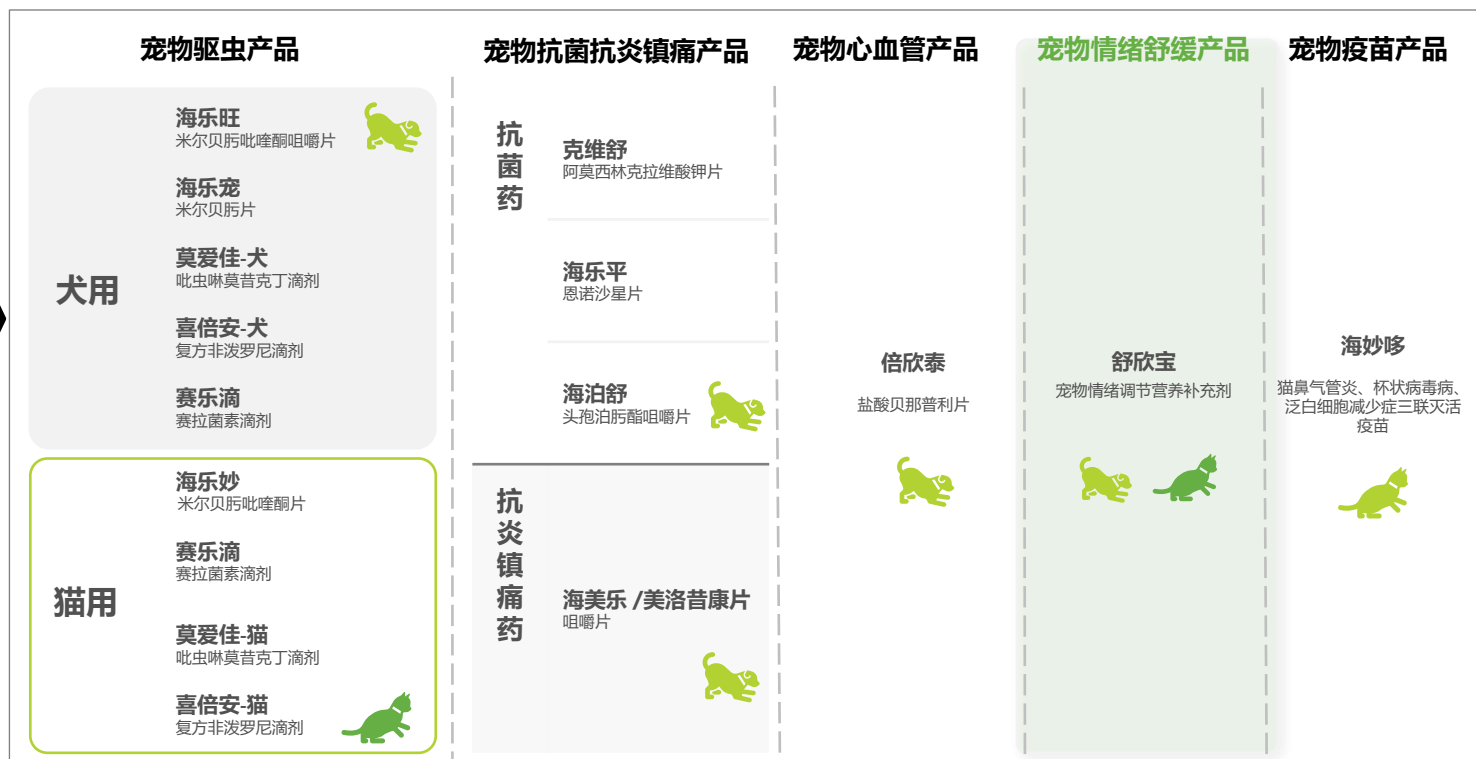 宠物驱虫产品
犬用
海乐旺
米尔贝肟吡喹酮咀嚼片
海乐宠
米尔贝肟片
莫爱佳-犬
吡虫啉莫昔克丁滴剂
喜倍安-犬
复方非泼罗尼滴剂
赛乐滴
赛拉菌素滴剂
猫用
海乐妙
米尔贝肟吡喹酮片
赛乐滴
赛拉菌素滴剂
莫爱佳-猫
吡虫啉莫昔克丁滴剂
喜倍安-猫
复方非泼罗尼滴剂
宠物抗菌抗炎镇痛产品
抗菌药
克维舒
阿莫西林克拉维酸钾片
海乐平
恩诺沙星片
海泊舒
头孢泊肟酯咀嚼片
抗炎镇痛药
海美乐 /美洛昔康片
咀嚼片
宠物心血管产品
倍欣泰
盐酸贝那普利片
宠物情绪舒缓产品
舒欣宝
宠物情绪调节营养补充剂
宠物疫苗产品
海妙哆
猫鼻气管炎、杯状病毒病、
泛白细胞减少症三联灭活
疫苗